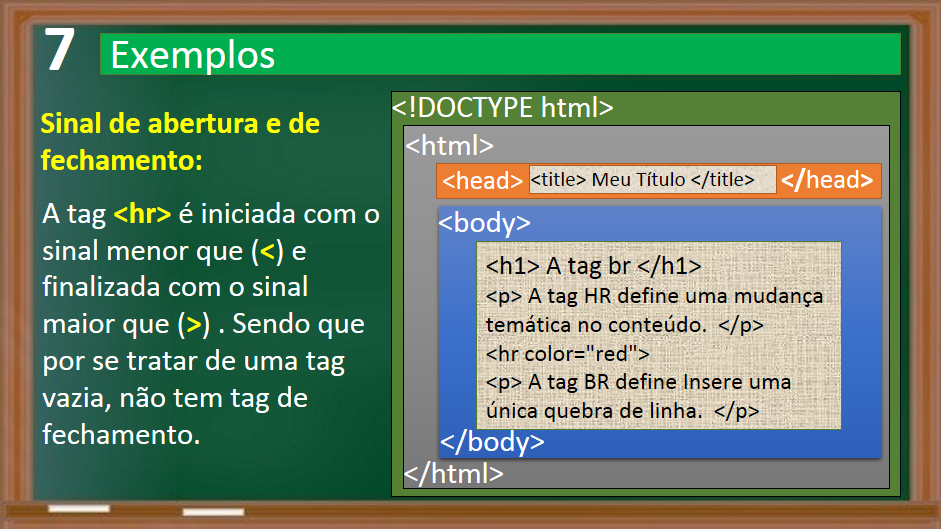 7 Exemplos
Sinal de abertura e de
fechamento:
A tag <hr> é iniciada com o
sinal menor que (<) e
finalizada com o sinal
maior que (>) . Sendo que
por se tratar de uma tag
vazia, não tem tag de
fechamento.
<!DOCTYPE html>
<html>
<head> <title> Meu Título </title> </head>
<body>
<h1> A tag br </h1>
<p> A tag HR define uma mudança
temática no conteúdo.  </p>
<hr color="red">
<p> A tag BR define Insere uma
única quebra de linha.  </p>
</body>
</html>